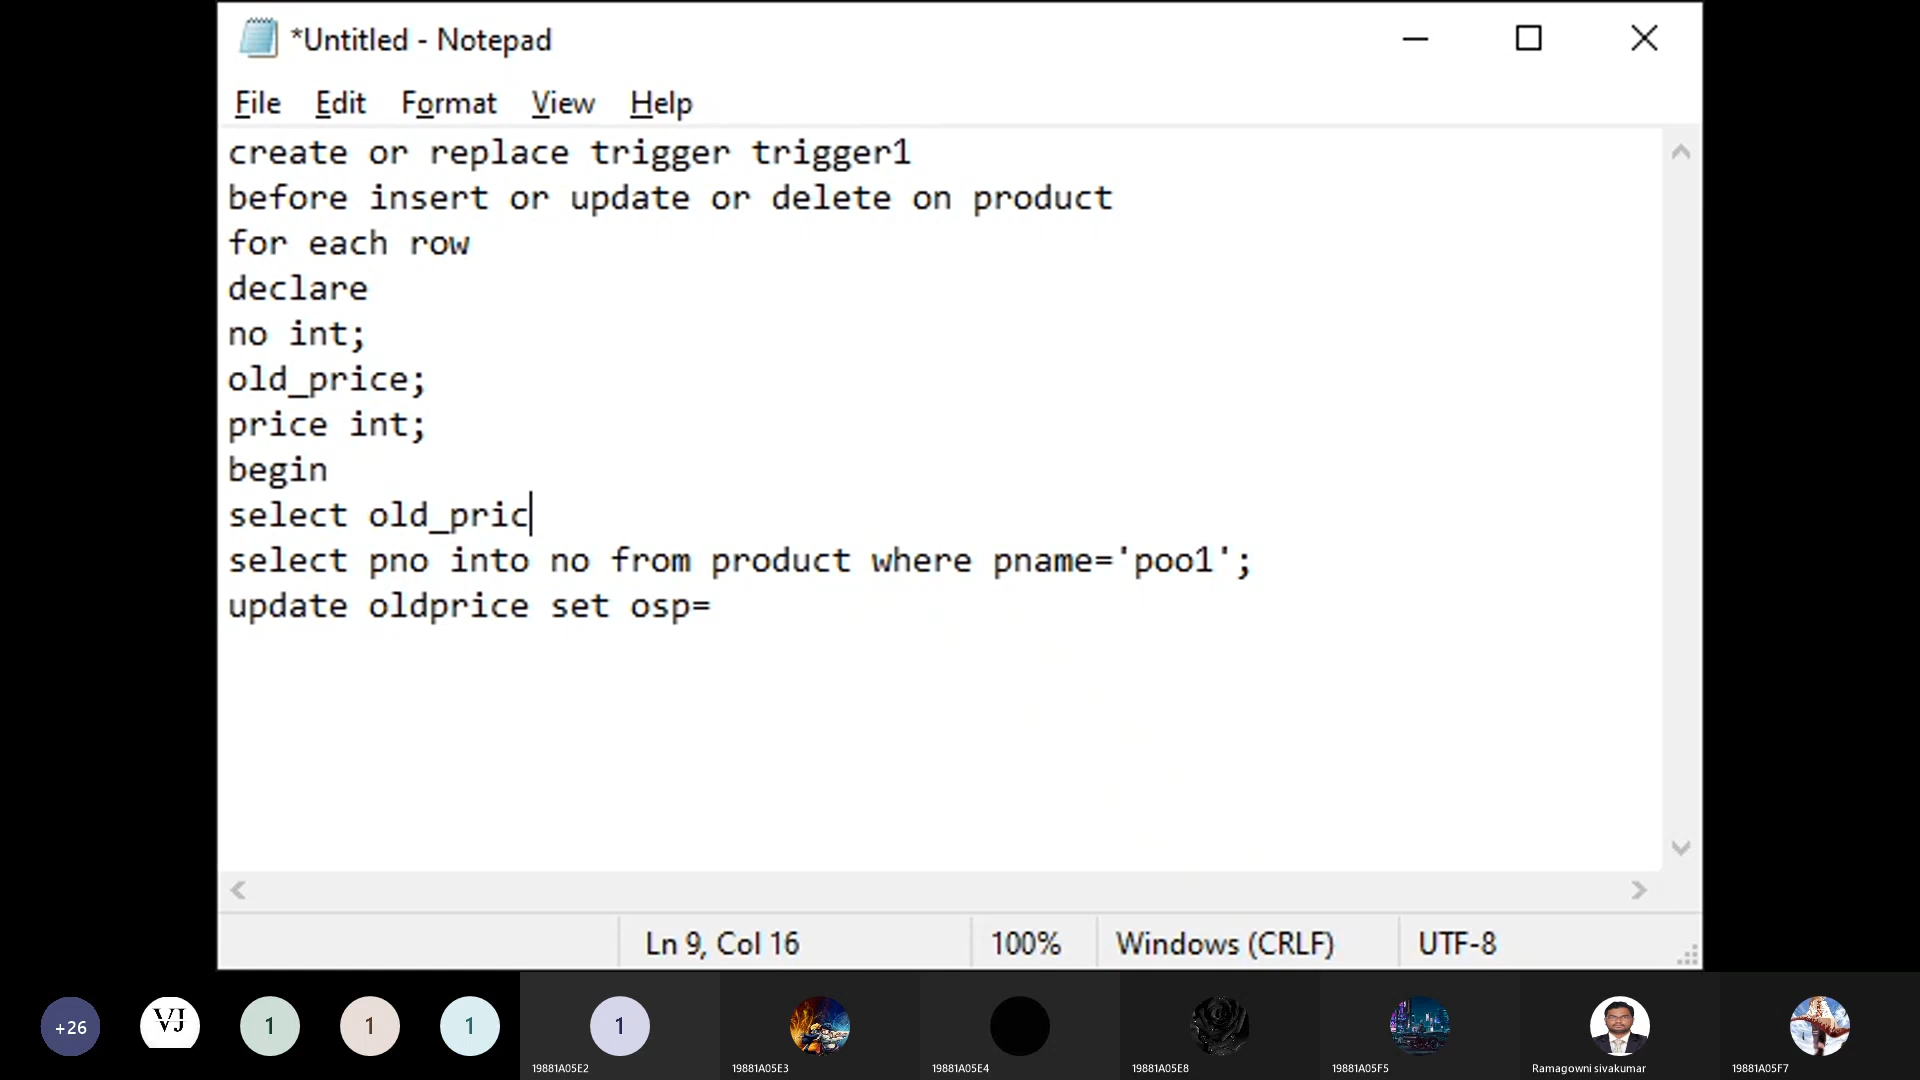 *Untitled - Notepad
File Edit Format View Help
create or replace trigger trigger1
before insert or update or delete on product
for each row
declare
no int;
old_price;
price int;
begin
select old_pric
select pno into no from product where pname='poo1';
update oldprice set osp=
Ln 9, Col 16 100% Windows (CRLF) UTF-8
+26 VJ 1 1 1 1
19881A05E2 19881A05E3 19881A05E4 19881A05E8 19881A05F5 Ramagowni sivakumar 19881A05F7